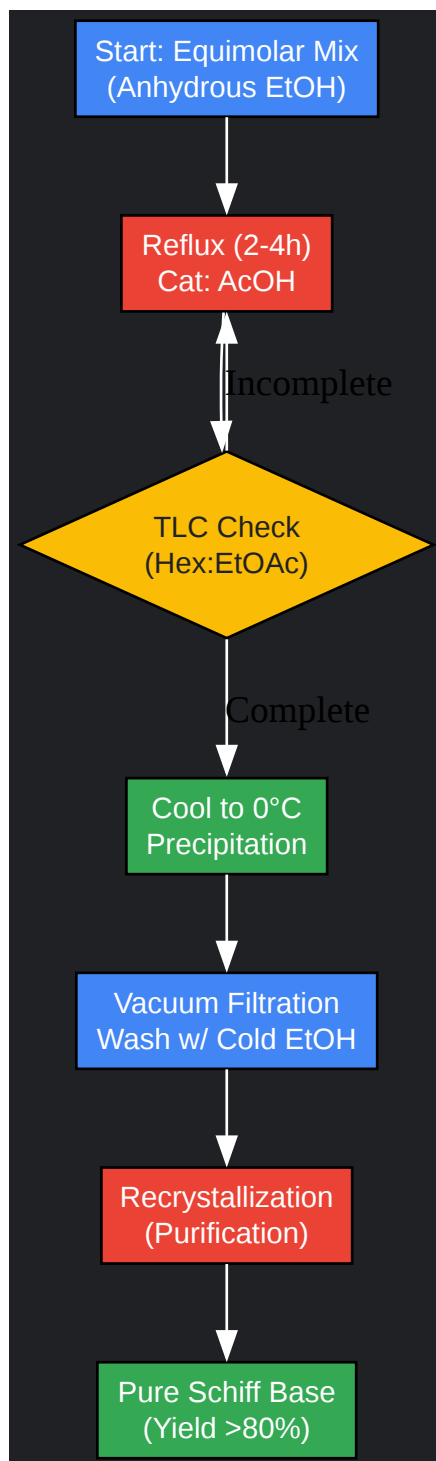 Start: Equimolar Mix
(Anhydrous EtOH)
Reflux (2-4h)
Cat: AcOH
Incomplete
TLC Check
(Hex:EtOAc)
Complete
Cool to 0°C
Precipitation
Vacuum Filtration
Wash w/ Cold EtOH
Recrystallization
(Purification)
Pure Schiff Base
(Yield >80%)